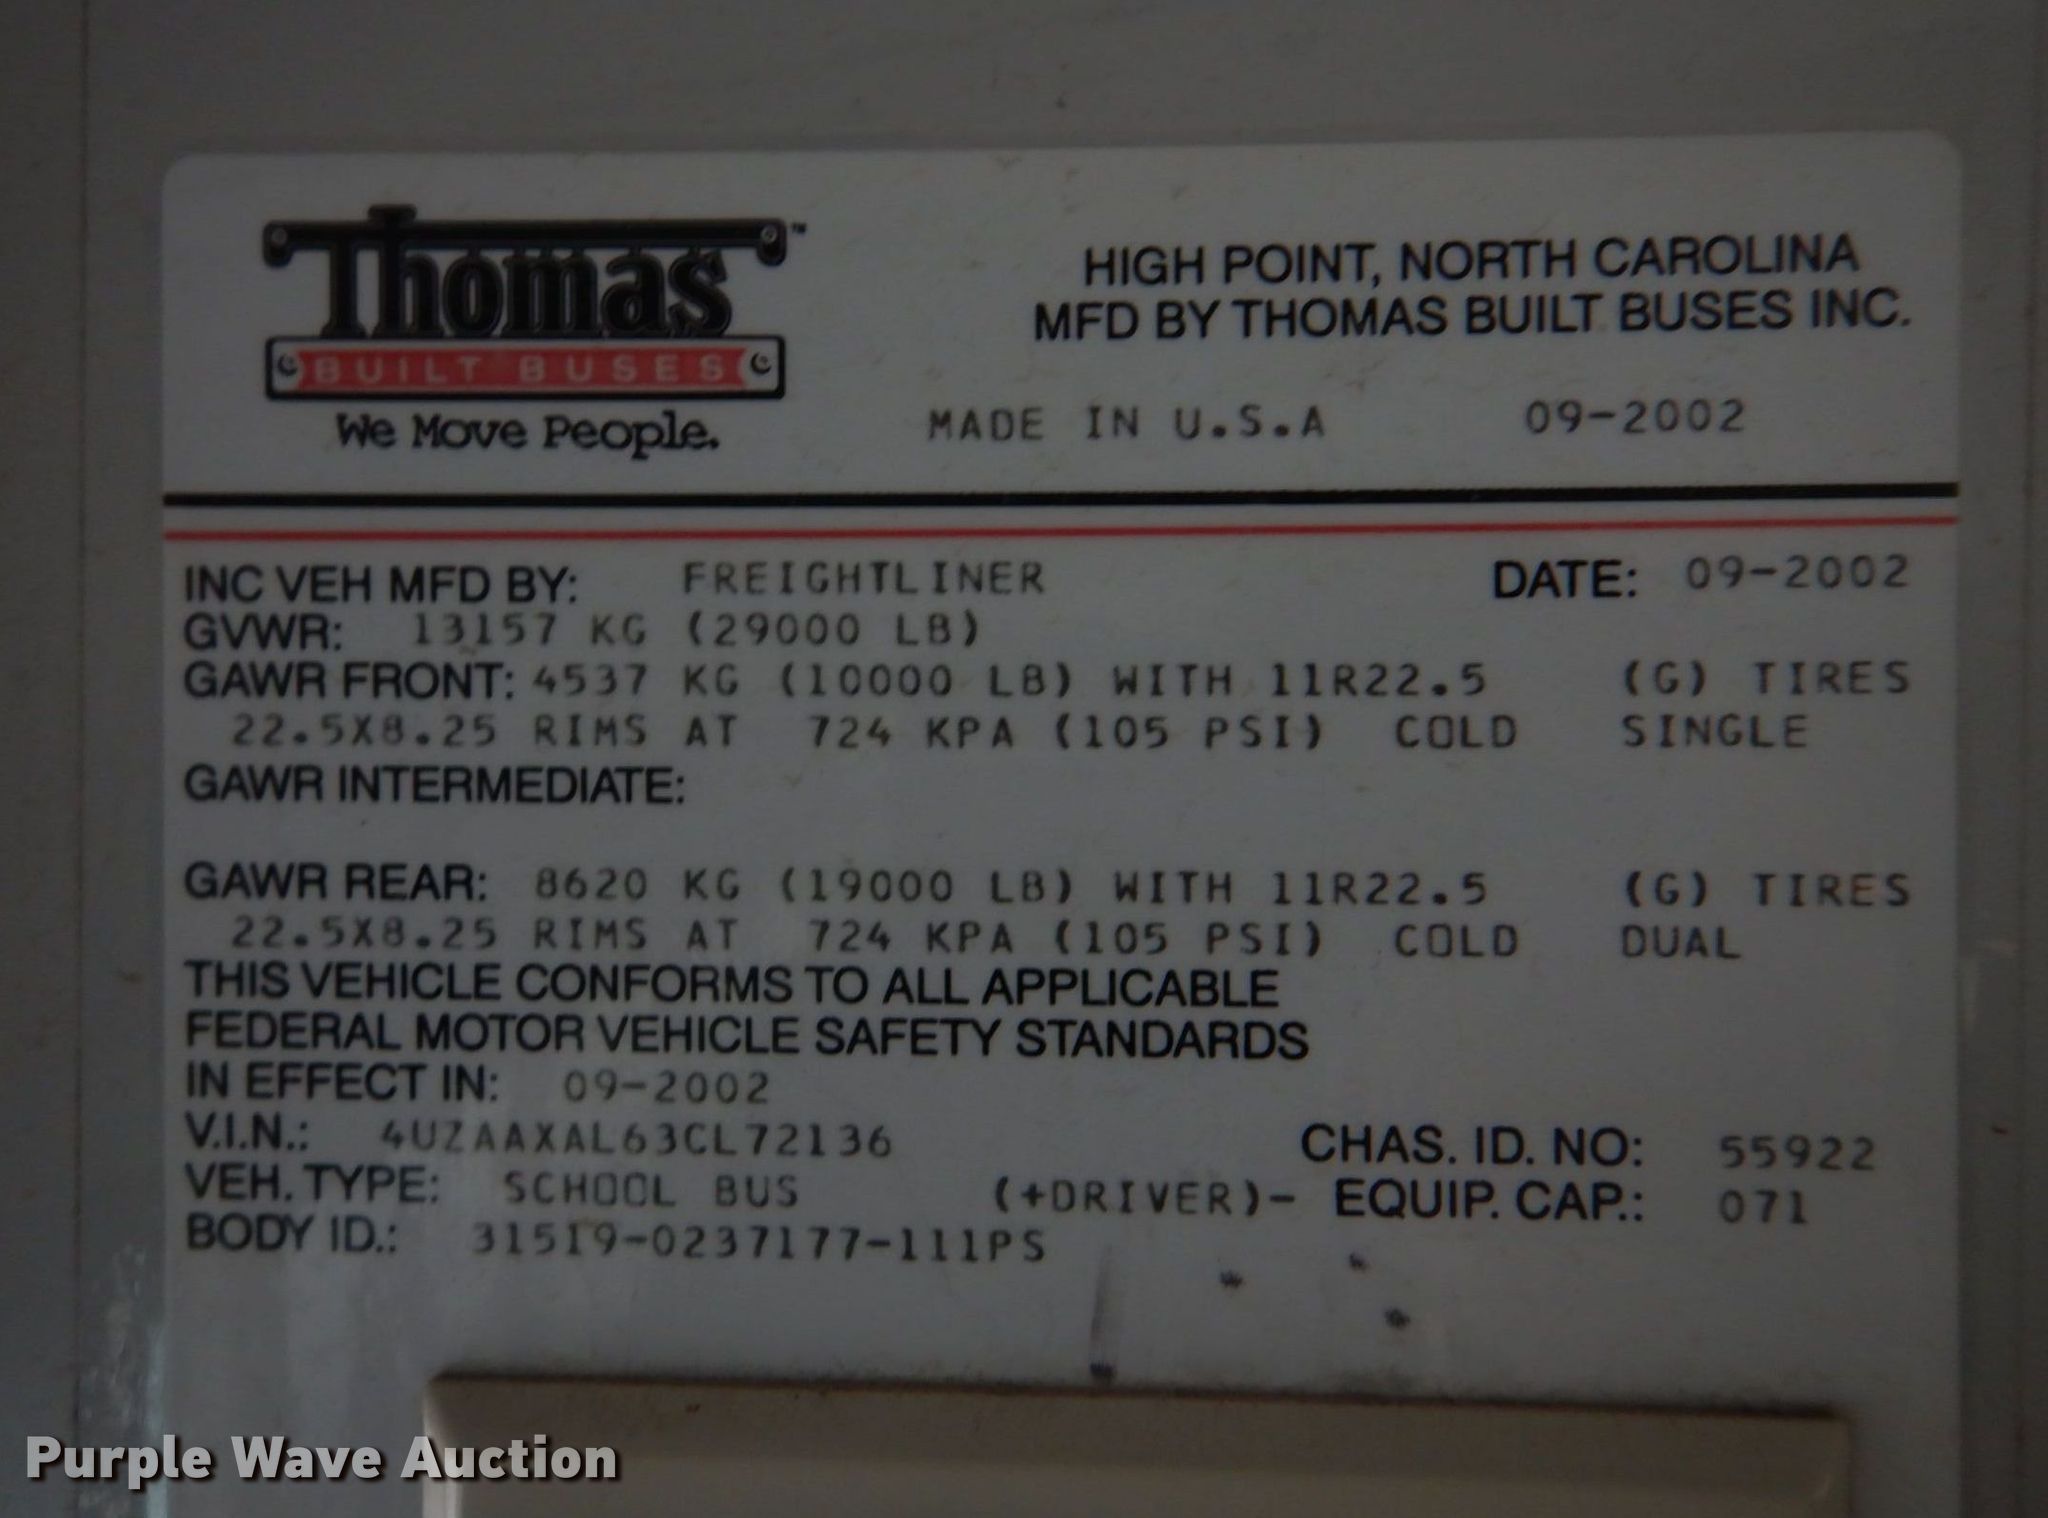 Thomas™
BUILT BUSES
We Move People.
HIGH POINT, NORTH CAROLINA
MFD BY THOMAS BUILT BUSES INC.
MADE IN U.S.A 09-2002
INC VEH MFD BY: FREIGHTLINER DATE: 09-2002
GVWR: 13157 KG (29000 LB)
GAWR FRONT: 4537 KG (10000 LB) WITH 11R22.5 (G) TIRES
22.5X8.25 RIMS AT 724 KPA (105 PSI) COLD SINGLE
GAWR INTERMEDIATE:
GAWR REAR: 8620 KG (19000 LB) WITH 11R22.5 (G) TIRES
22.5X8.25 RIMS AT 724 KPA (105 PSI) COLD DUAL
THIS VEHICLE CONFORMS TO ALL APPLICABLE
FEDERAL MOTOR VEHICLE SAFETY STANDARDS
IN EFFECT IN: 09-2002
V.I.N.: 4UZAAXAL63CL72136 CHAS. ID. NO: 55922
VEH. TYPE: SCHOOL BUS (+DRIVER)- EQUIP. CAP.: 071
BODY ID.: 31519-0237177-111PS
Purple Wave Auction